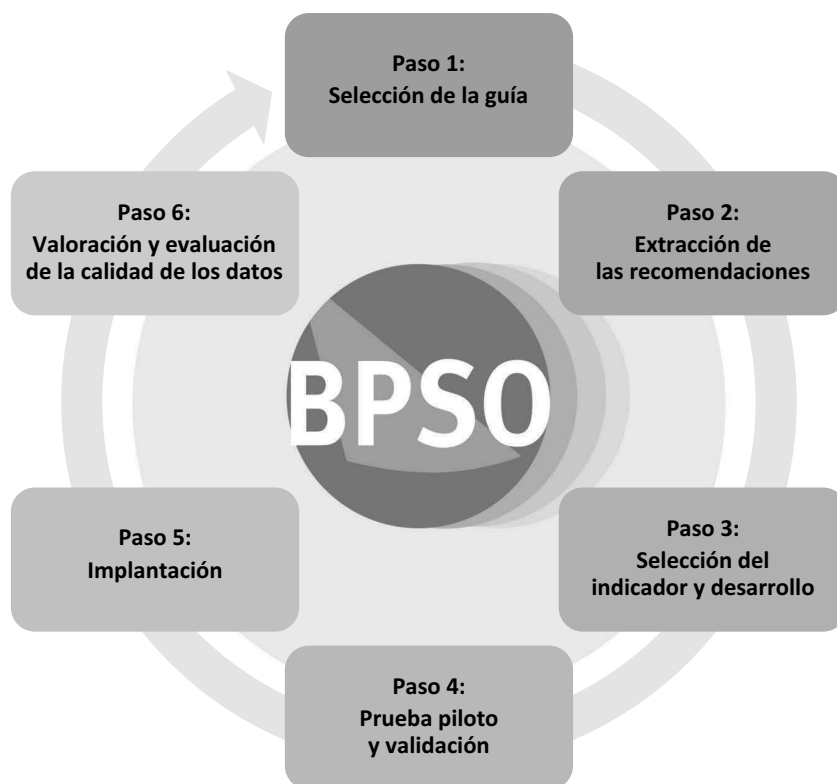 Paso 1:
Selección de la guía
Paso 2:
Extracción de
las recomendaciones
Paso 3:
Selección del
indicador y desarrollo
Paso 4:
Prueba piloto
y validación
Paso 5:
Implantación
Paso 6:
Valoración y evaluación
de la calidad de los datos
BPSO